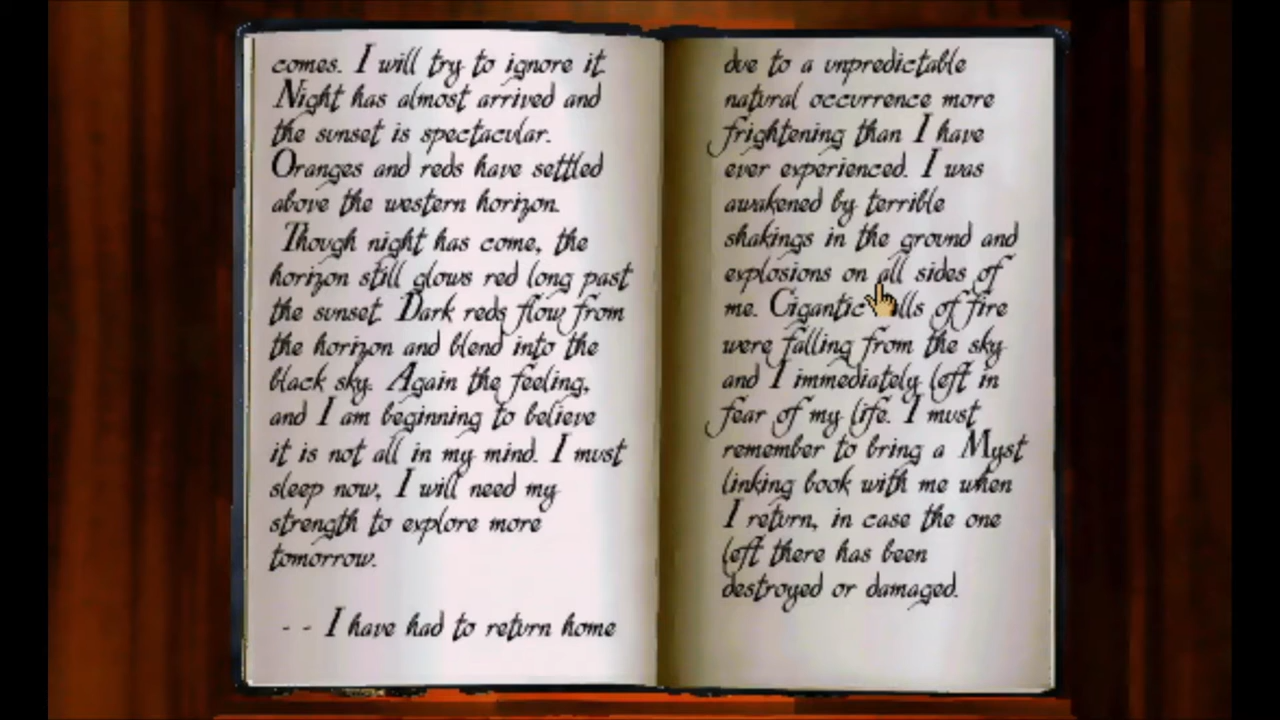 comes. I will try to ignore it.
Night has almost arrived and
the sunset is spectacular.
Oranges and reds have settled
above the western horizon.
Though night has come, the
horizon still glows red long past
the sunset. Dark reds flow from
the horizon and blend into the
black sky. Again the feeling,
and I am beginning to believe
it is not all in my mind. I must
sleep now, I will need my
strength to explore more
tomorrow.
-- I have had to return home
due to a unpredictable
natural occurrence more
frightening than I have
ever experienced. I was
awakened by terrible
shakings in the ground and
explosions on all sides of
me. Gigantic of fire
were falling from the sky
and I immediately left in
fear of my life. I must
remember to bring a Myst
linking book with me when
I return, in case the one
left there has been
destroyed or damaged.